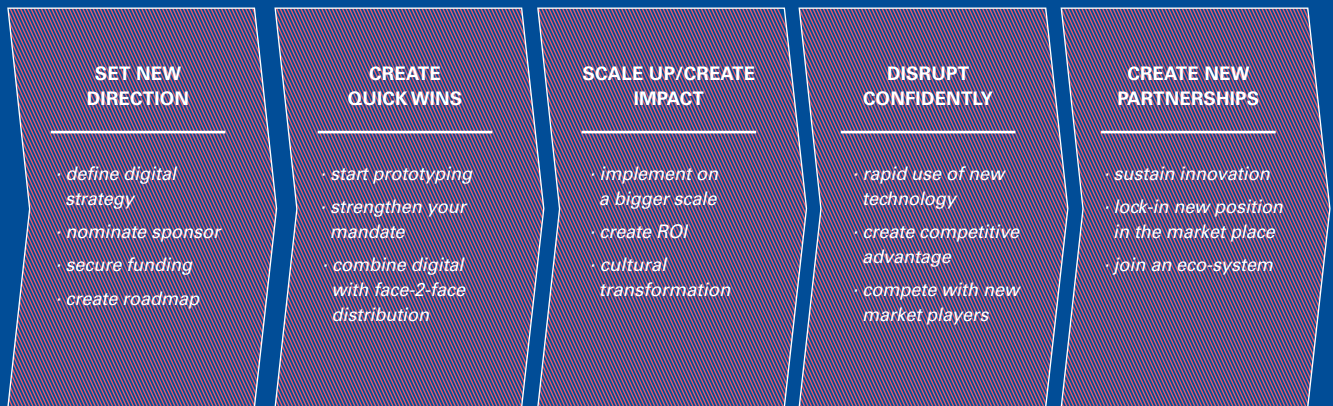 SET NEW
DIRECTION
· define digital
strategy
· nominate sponsor
· secure funding
· create roadmap
CREATE
QUICK WINS
· start prototyping
· strengthen your
mandate
· combine digital
with face-2-face
distribution
SCALE UP/CREATE
IMPACT
· implement on
a bigger scale
· create ROI
· cultural
transformation
DISRUPT
CONFIDENTLY
· rapid use of new
technology
· create competitive
advantage
· compete with new
market players
CREATE NEW
PARTNERSHIPS
· sustain innovation
· lock-in new position
in the market place
· join an eco-system